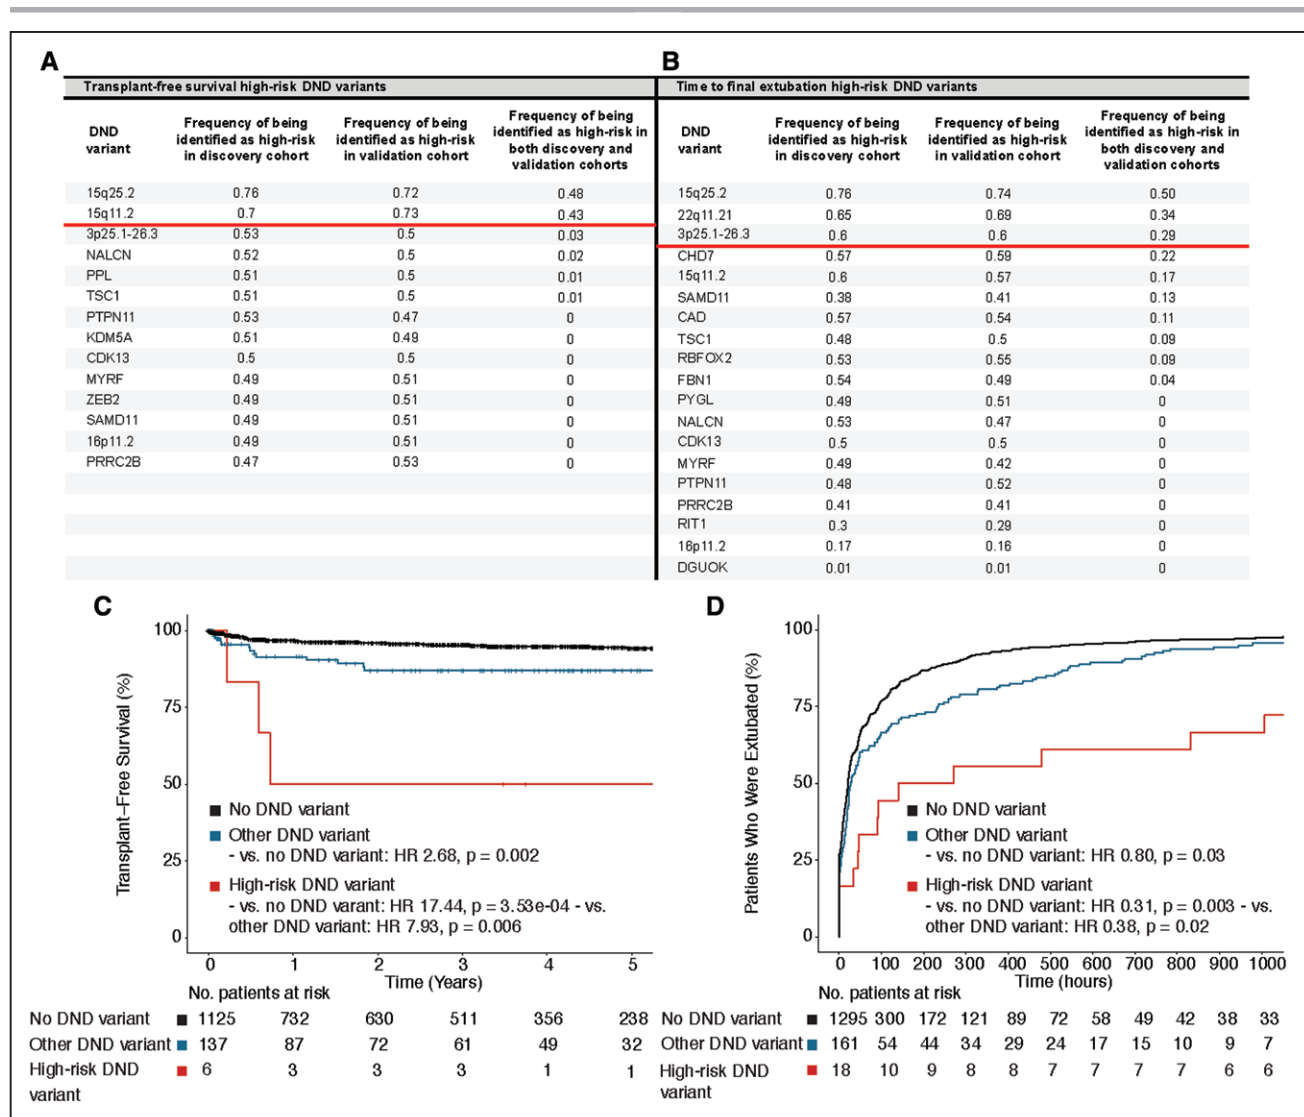 A
Transplant-free survival high-risk DND variants
DND variant
Frequency of being identified as high-risk in discovery cohort
Frequency of being identified as high-risk in validation cohort
Frequency of being identified as high-risk in both discovery and validation cohorts
15q25.2 0.76 0.72 0.48
15q11.2 0.7 0.73 0.43
3p25.1-26.3 0.53 0.5 0.03
NALCN 0.52 0.5 0.02
PPL 0.51 0.5 0.01
TSC1 0.51 0.5 0.01
PTPN11 0.53 0.47 0
KDM5A 0.51 0.49 0
CDK13 0.5 0.5 0
MYRF 0.49 0.51 0
ZEB2 0.49 0.51 0
SAMD11 0.49 0.51 0
16p11.2 0.49 0.51 0
PRRC2B 0.47 0.53 0
B
Time to final extubation high-risk DND variants
DND variant
Frequency of being identified as high-risk in discovery cohort
Frequency of being identified as high-risk in validation cohort
Frequency of being identified as high-risk in both discovery and validation cohorts
15q25.2 0.76 0.74 0.50
22q11.21 0.65 0.69 0.34
3p25.1-26.3 0.6 0.6 0.29
CHD7 0.57 0.59 0.22
15q11.2 0.6 0.57 0.17
SAMD11 0.38 0.41 0.13
CAD 0.57 0.54 0.11
TSC1 0.48 0.5 0.09
RBFOX2 0.53 0.55 0.09
FBN1 0.54 0.49 0.04
PYGL 0.49 0.51 0
NALCN 0.53 0.47 0
CDK13 0.5 0.5 0
MYRF 0.49 0.42 0
PTPN11 0.48 0.52 0
PRRC2B 0.41 0.41 0
RIT1 0.3 0.29 0
16p11.2 0.17 0.16 0
DGUOK 0.01 0.01 0
C
Transplant–Free Survival (%)
100
75
50
25
0
No DND variant
Other DND variant
- vs. no DND variant: HR 2.68, p = 0.002
High-risk DND variant
- vs. no DND varant: HR 17.44, p = 3.53e-04 - vs.
other DND variant: HR 7.93, p = 0.006
0 1 2 3 4 5
Time (Years)
No. patients at risk
No DND variant 1125 732 630 511 356 238
Other DND variant 137 87 72 61 49 32
High-risk DND variant 6 3 3 3 1 1
D
Patients Who Were Extubated (%)
100
75
50
25
0
No DND variant
Other DND variant
- vs. no DND variant: HR 0.80, p = 0.03
High-risk DND variant
- vs. no DND variant: HR 0.31, p = 0.003 - vs.
other DND variant: HR 0.38, p = 0.02
0 100 200 300 400 500 600 700 800 900 1000
Time (hours)
No. patients at risk
No DND variant 1295 300 172 121 89 72 58 49 42 38 33
Other DND variant 161 54 44 34 29 24 17 15 10 9 7
High-risk DND variant 18 10 9 8 8 7 7 7 7 6 6